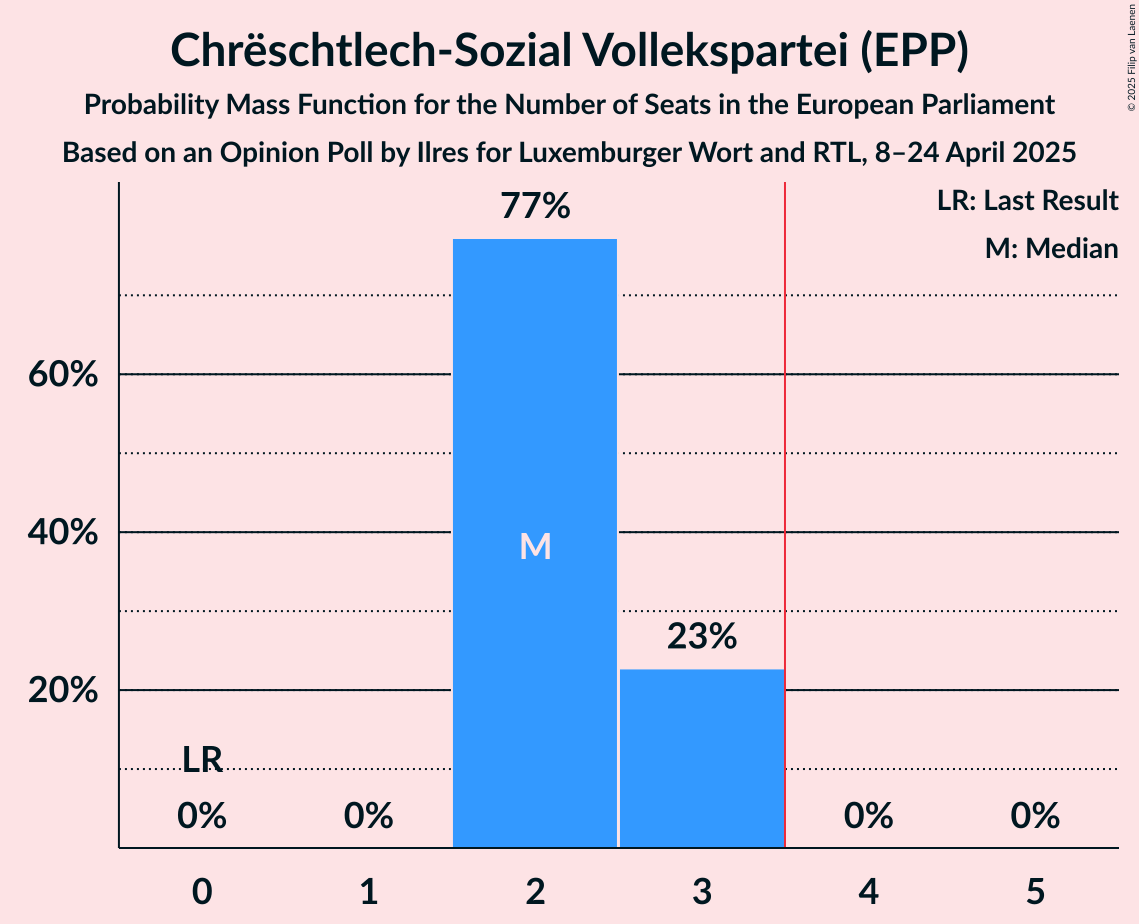 Chrëschtlech-Sozial Vollekspartei (EPP)
Probability Mass Function for the Number of Seats in the European Parliament
Based on an Opinion Poll by Ilres for Luxemburger Wort and RTL, 8–24 April 2025
© 2025 Filip van Laenen
LR: Last Result
M: Median
77%
60%
40%
M
23%
20%
LR
0%
0%
0%
0%
0
1
2
3
4
5